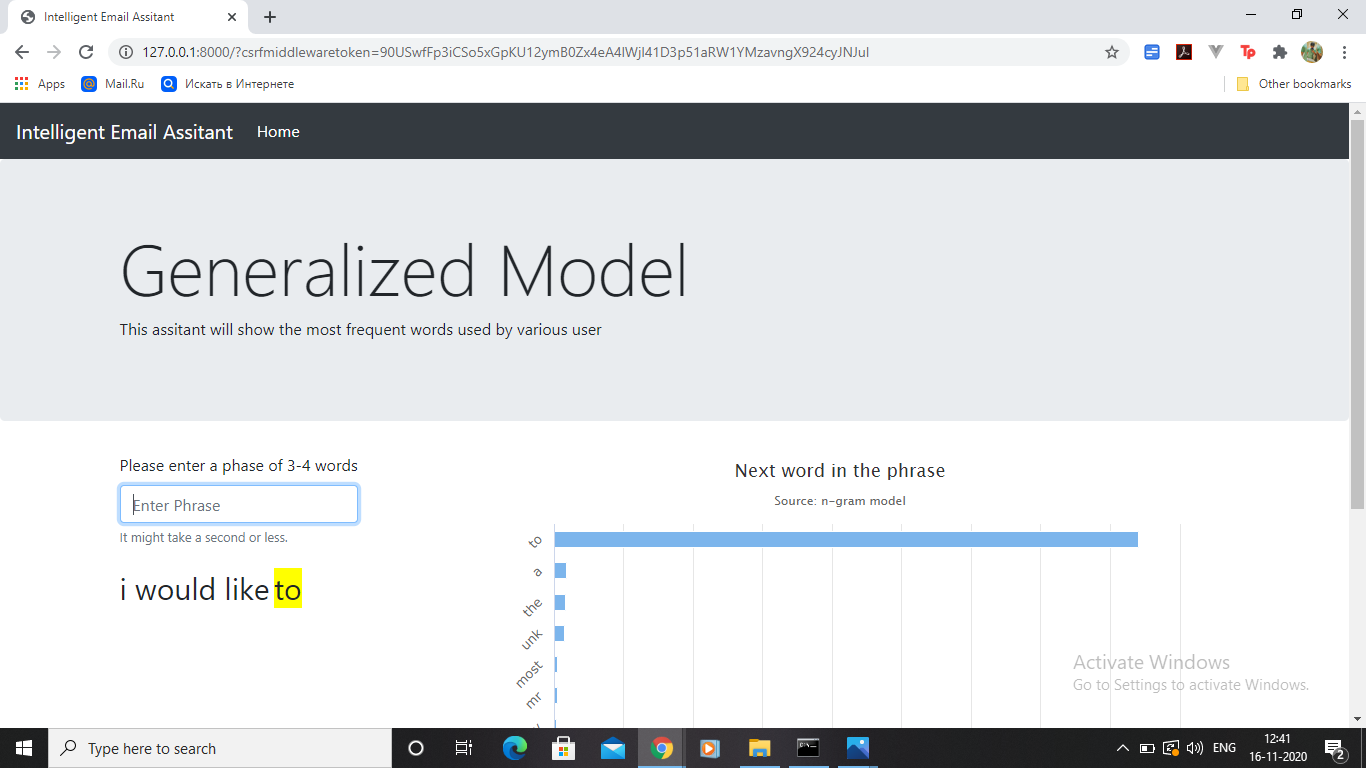 Intelligent Email Assitant
127.0.0.1:8000/?csrfmiddlewaretoken=90USwfFp3iCSo5xGpKU12ymB0Zx4eA4IWjl41D3p51aRW1YMzavngX924cyJNJul
Apps Mail.Ru Искать в Интернете Other bookmarks
Intelligent Email Assitant Home
Generalized Model
This assitant will show the most frequent words used by various user
Please enter a phase of 3-4 words
Enter Phrase
It might take a second or less.
i would like to
Next word in the phrase
Source: n-gram model
to
a
the
unk
most
mr
Activate Windows
Go to Settings to activate Windows.
Type here to search
ENG
12:41
16-11-2020
2